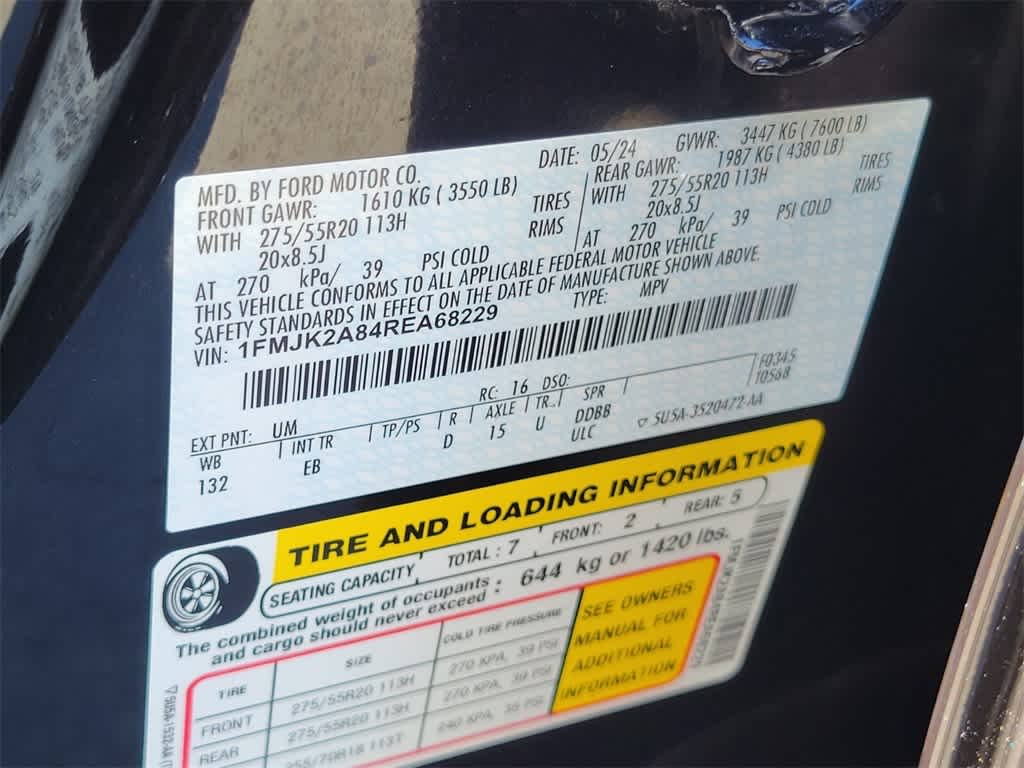 MFD. BY FORD MOTOR CO.
DATE: 05/24 GVWR: 3447 KG ( 7600 LB)
FRONT GAWR: 1610 KG ( 3550 LB)
REAR GAWR: 1987 KG ( 4380 LB)
WITH 275/55R20 113H TIRES
WITH 275/55R20 113H TIRES
20x8.5J RIMS
20x8.5J RIMS
AT 270 kPa/ 39 PSI COLD
AT 270 kPa/ 39 PSI COLD
THIS VEHICLE CONFORMS TO ALL APPLICABLE FEDERAL MOTOR VEHICLE
SAFETY STANDARDS IN EFFECT ON THE DATE OF MANUFACTURE SHOWN ABOVE.
VIN: 1FMJK2A84REA68229 TYPE: MPV
F0345
10568
EXT PNT: UM RC: 16 DSO:
WB INT TR TP/PS R AXLE TR. SPR
132 EB D 15 U DDBB
ULC
SU5A-3520472-AA
TIRE AND LOADING INFORMATION
SEATING CAPACITY TOTAL : 7 FRONT: 2 REAR: 5
The combined weight of occupants
and cargo should never exceed : 644 kg or 1420 lbs.
TIRE SIZE COLD TIRE PRESSURE
FRONT 275/55R20 113H 270 KPA, 39 PSI
REAR 275/55R20 113H 270 KPA, 39 PSI
240 KPA, 35 PSI
SEE OWNERS
MANUAL FOR
ADDITIONAL
INFORMATION